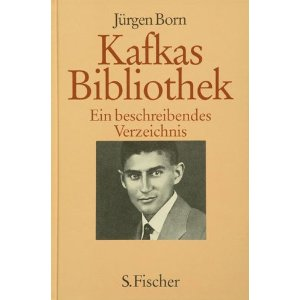 Jürgen Born
Kafkas
Bibliothek
Ein beschreibendes
Verzeichnis
S. Fischer